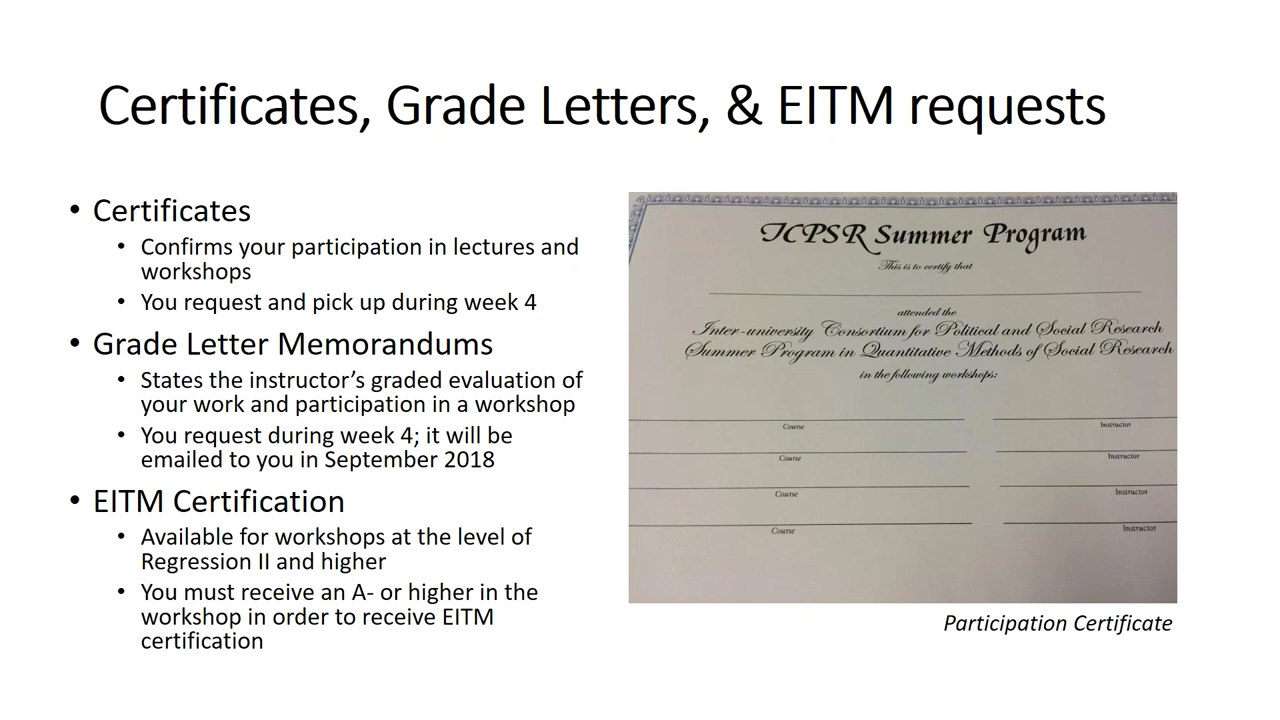 Certificates, Grade Letters, & EITM requests
• Certificates
• Confirms your participation in lectures and
workshops
• You request and pick up during week 4
• Grade Letter Memorandums
• States the instructor’s graded evaluation of
your work and participation in a workshop
• You request during week 4; it will be
emailed to you in September 2018
• EITM Certification
• Available for workshops at the level of
Regression II and higher
• You must receive an A- or higher in the
workshop in order to receive EITM
certification
ICPSR Summer Program
This is to certify that
attended the
Inter-university Consortium for Political and Social Research
Summer Program in Quantitative Methods of Social Research
in the following workshops:
Course Instructor
Course Instructor
Course Instructor
Course Instructor
Participation Certificate